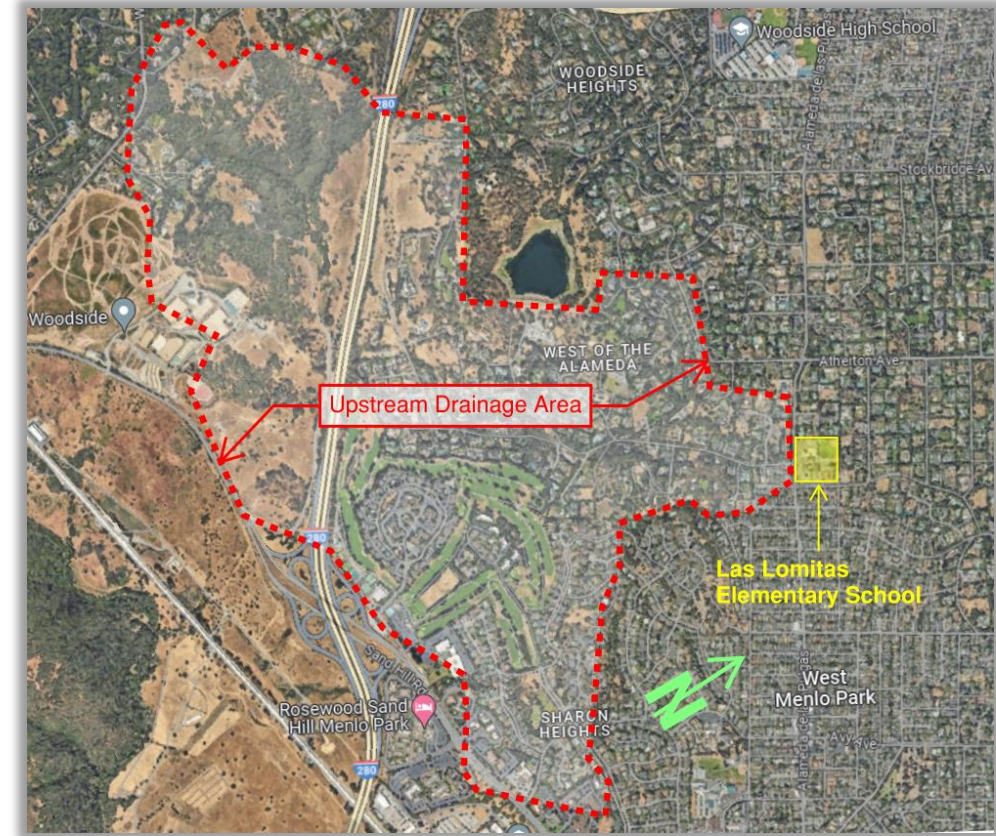 Woodside High School
WOODSIDE
HEIGHTS
Alameda de las Pulgas
280
Stockbridge Av
Woodside
WEST OF THE
ALAMEDA
Atherton Ave
Upstream Drainage Area
280
Las Lomitas
Elementary School
Sand Hill Rd
N
West
Menlo Park
Rosewood Sand
Hill Menlo Park
SHARON
HEIGHTS
Alameda de las Pulgas
Avy Ave
280